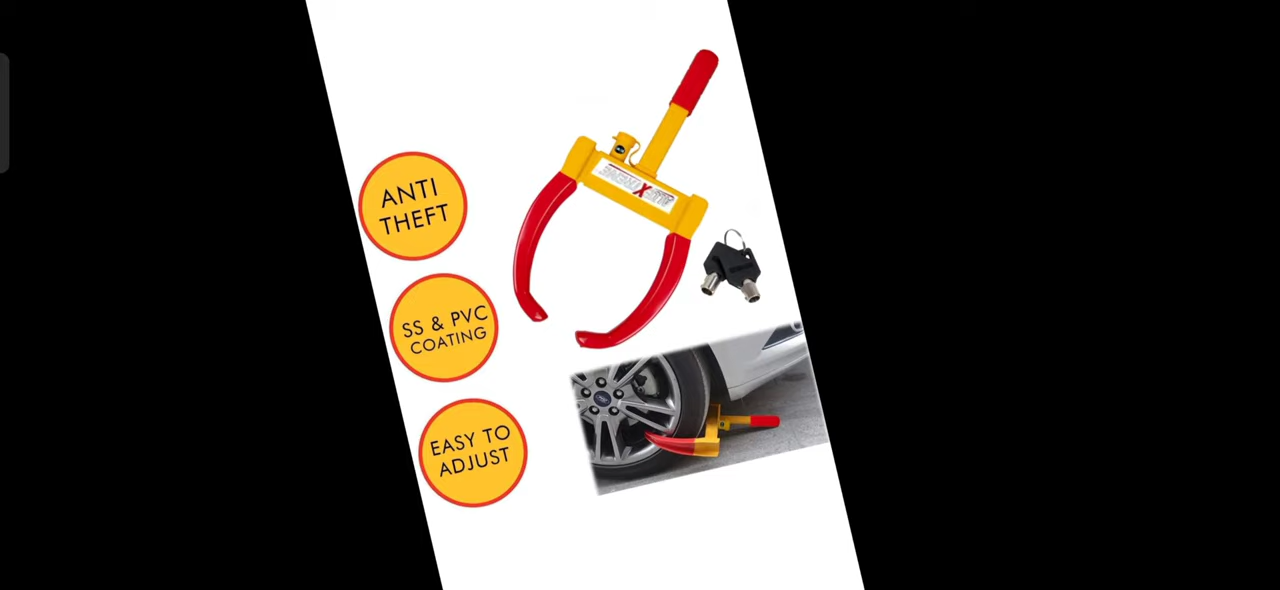 ANTI
THEFT
SS & PVC
COATING
EASY TO
ADJUST